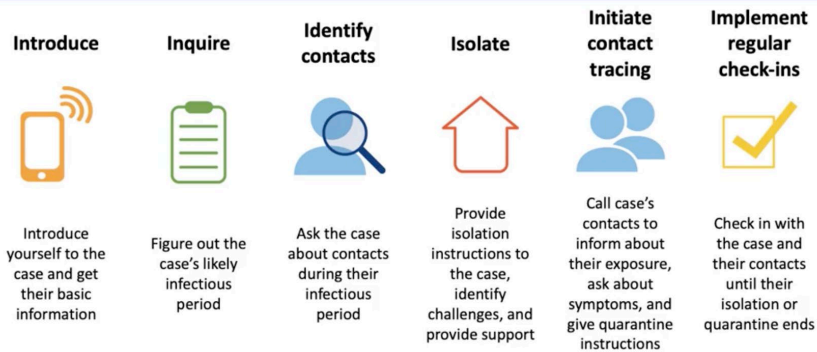 Introduce
Inquire
Identify
contacts
Isolate
Initiate
contact
tracing
Implement
regular
check-ins
Introduce
yourself to the
case and get
their basic
information
Figure out the
case's likely
infectious
period
Ask the case
about contacts
during their
infectious
period
Provide
isolation
instructions to
the case,
identify
challenges, and
provide support
Call case's
contacts to
inform about
their exposure,
ask about
symptoms, and
give quarantine
instructions
Check in with
the case and
their contacts
until their
isolation or
quarantine ends